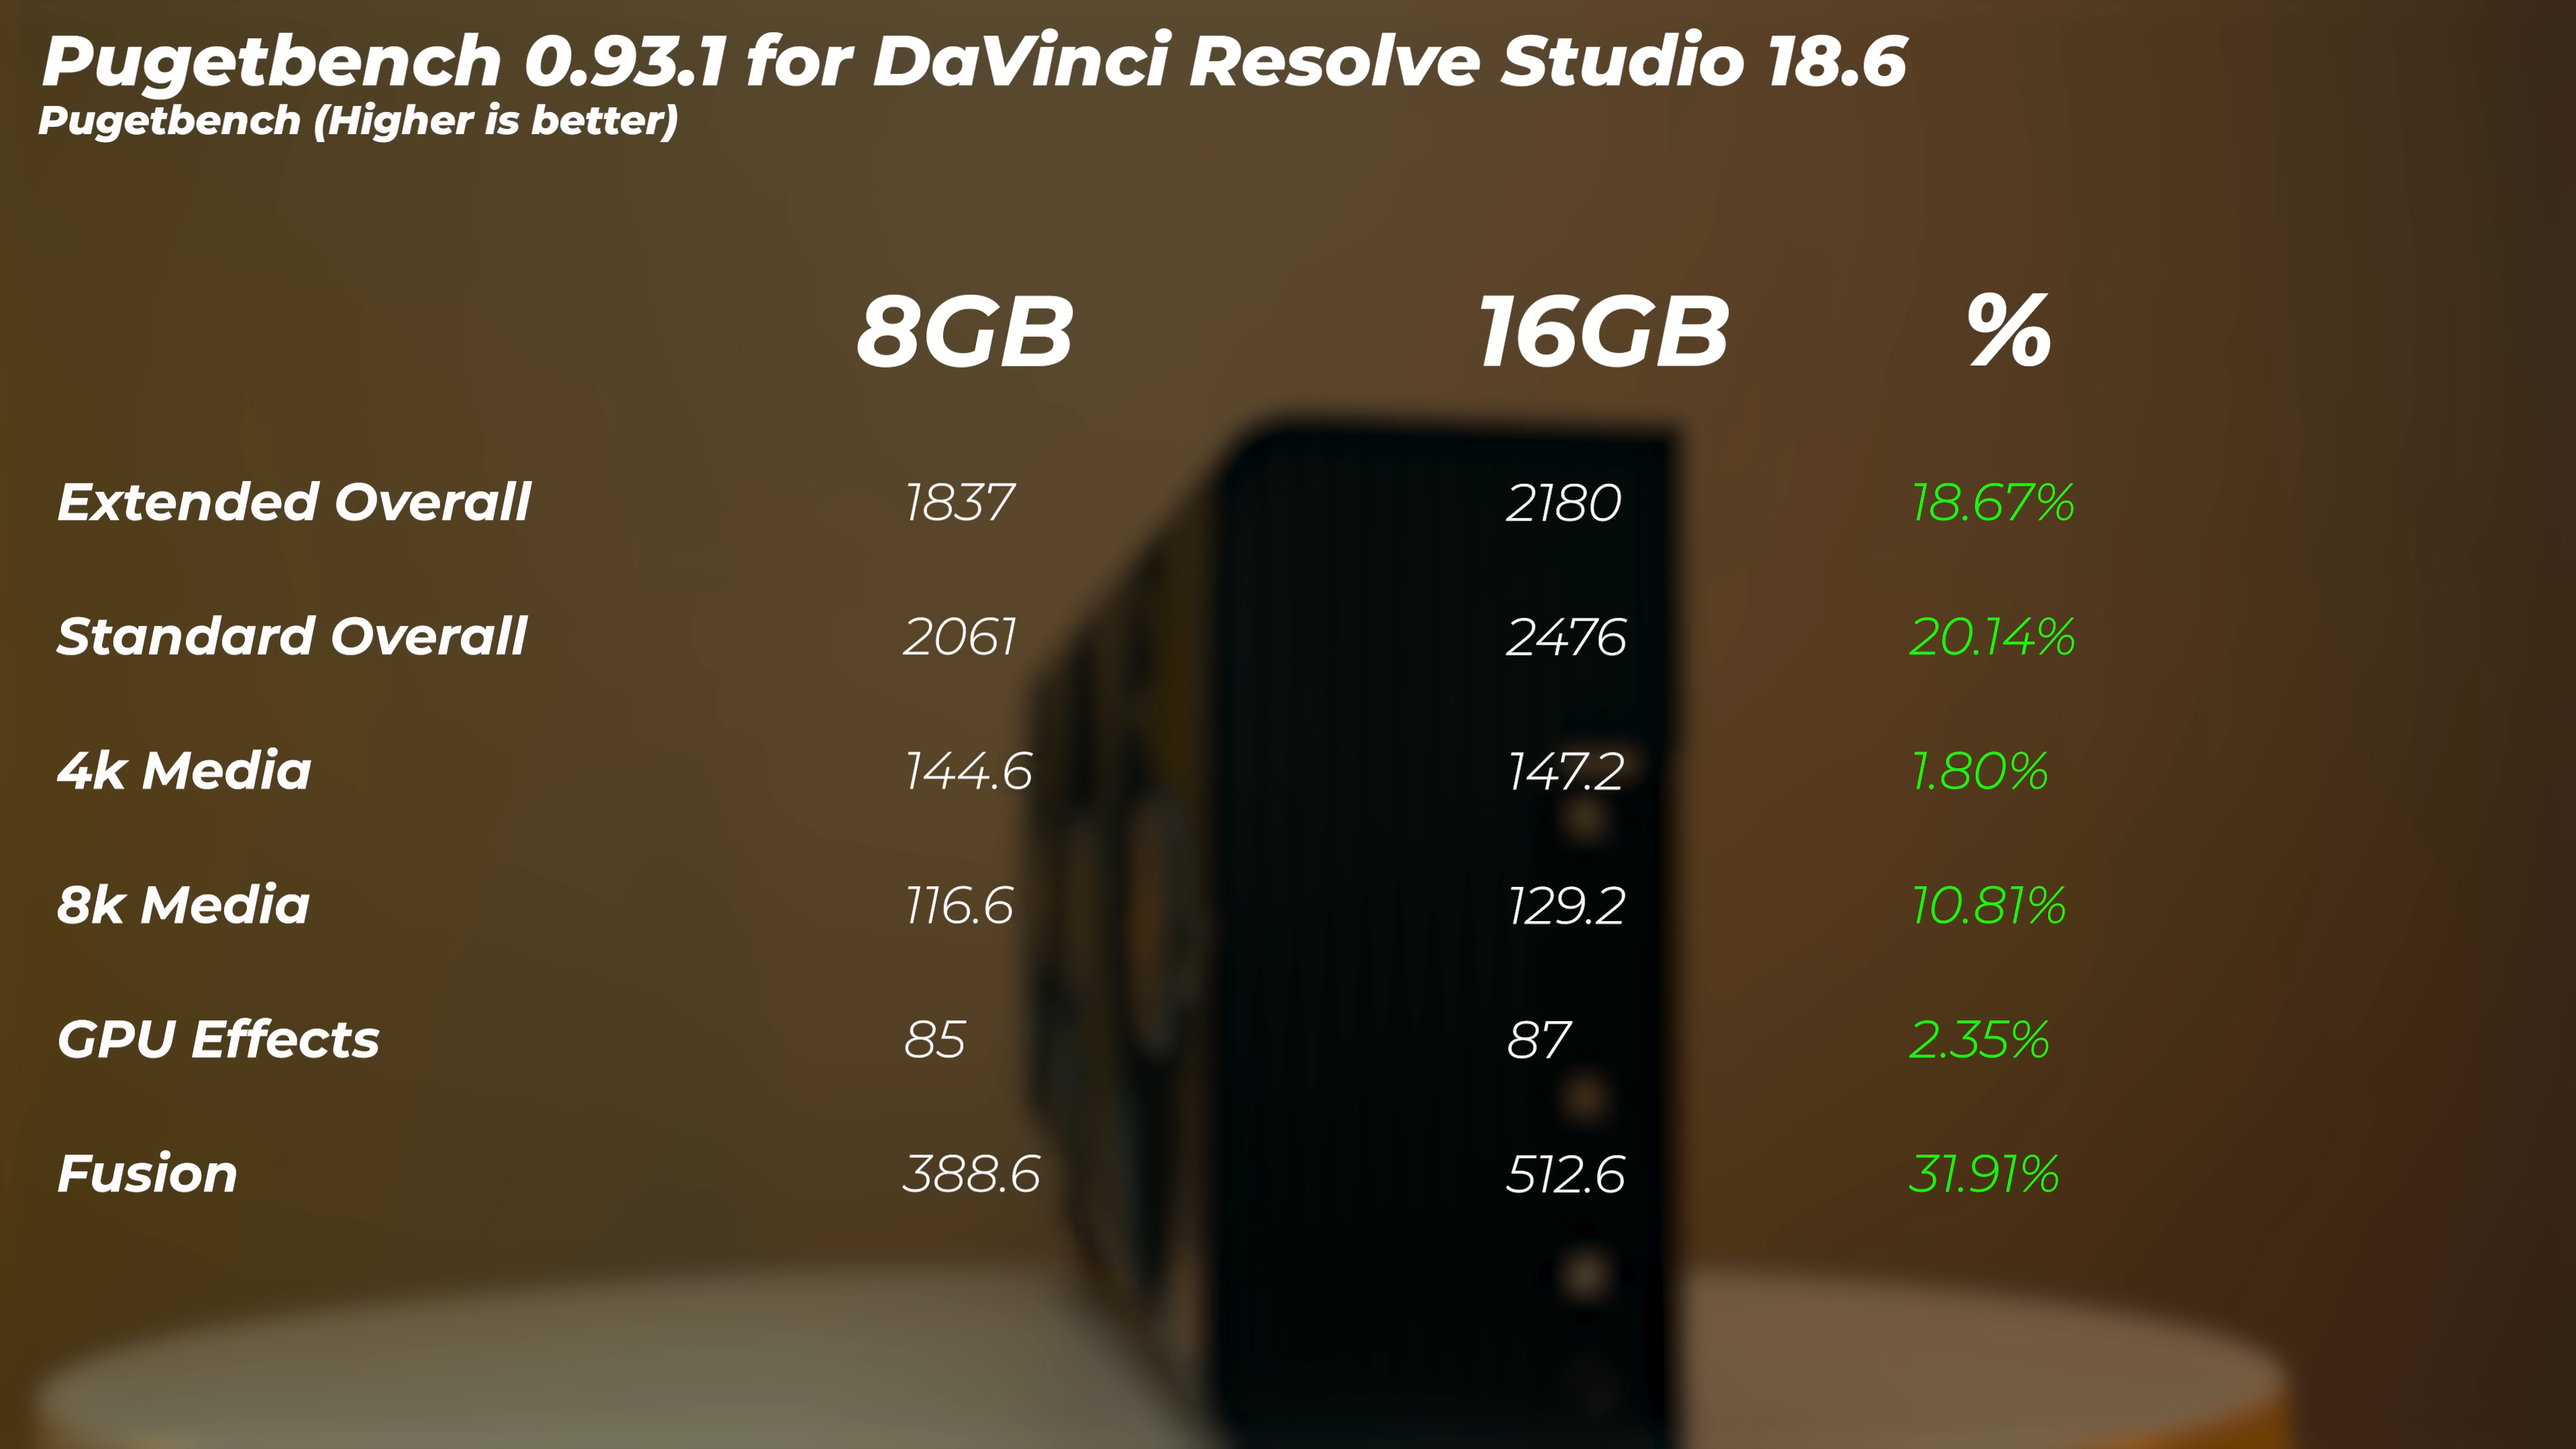 Pugetbench 0.93.1 for DaVinci Resolve Studio 18.6
Pugetbench (Higher is better)
8GB 16GB %
Extended Overall 1837 2180 18.67%
Standard Overall 2061 2476 20.14%
4k Media 144.6 147.2 1.80%
8k Media 116.6 129.2 10.81%
GPU Effects 85 87 2.35%
Fusion 388.6 512.6 31.91%